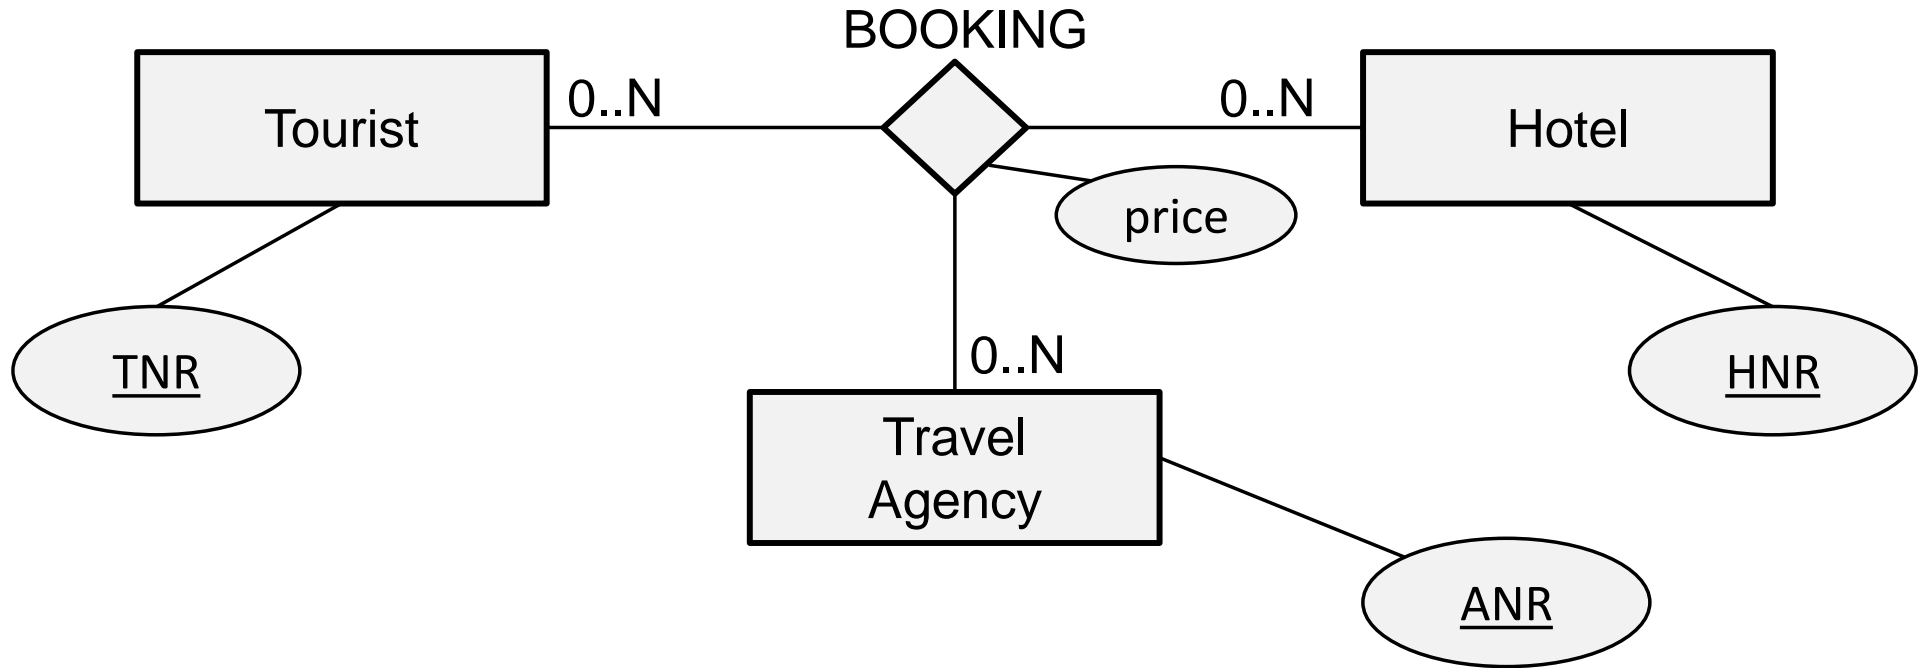 BOOKING
Tourist
0..N
0..N
Hotel
price
TNR
0..N
HNR
Travel
Agency
ANR